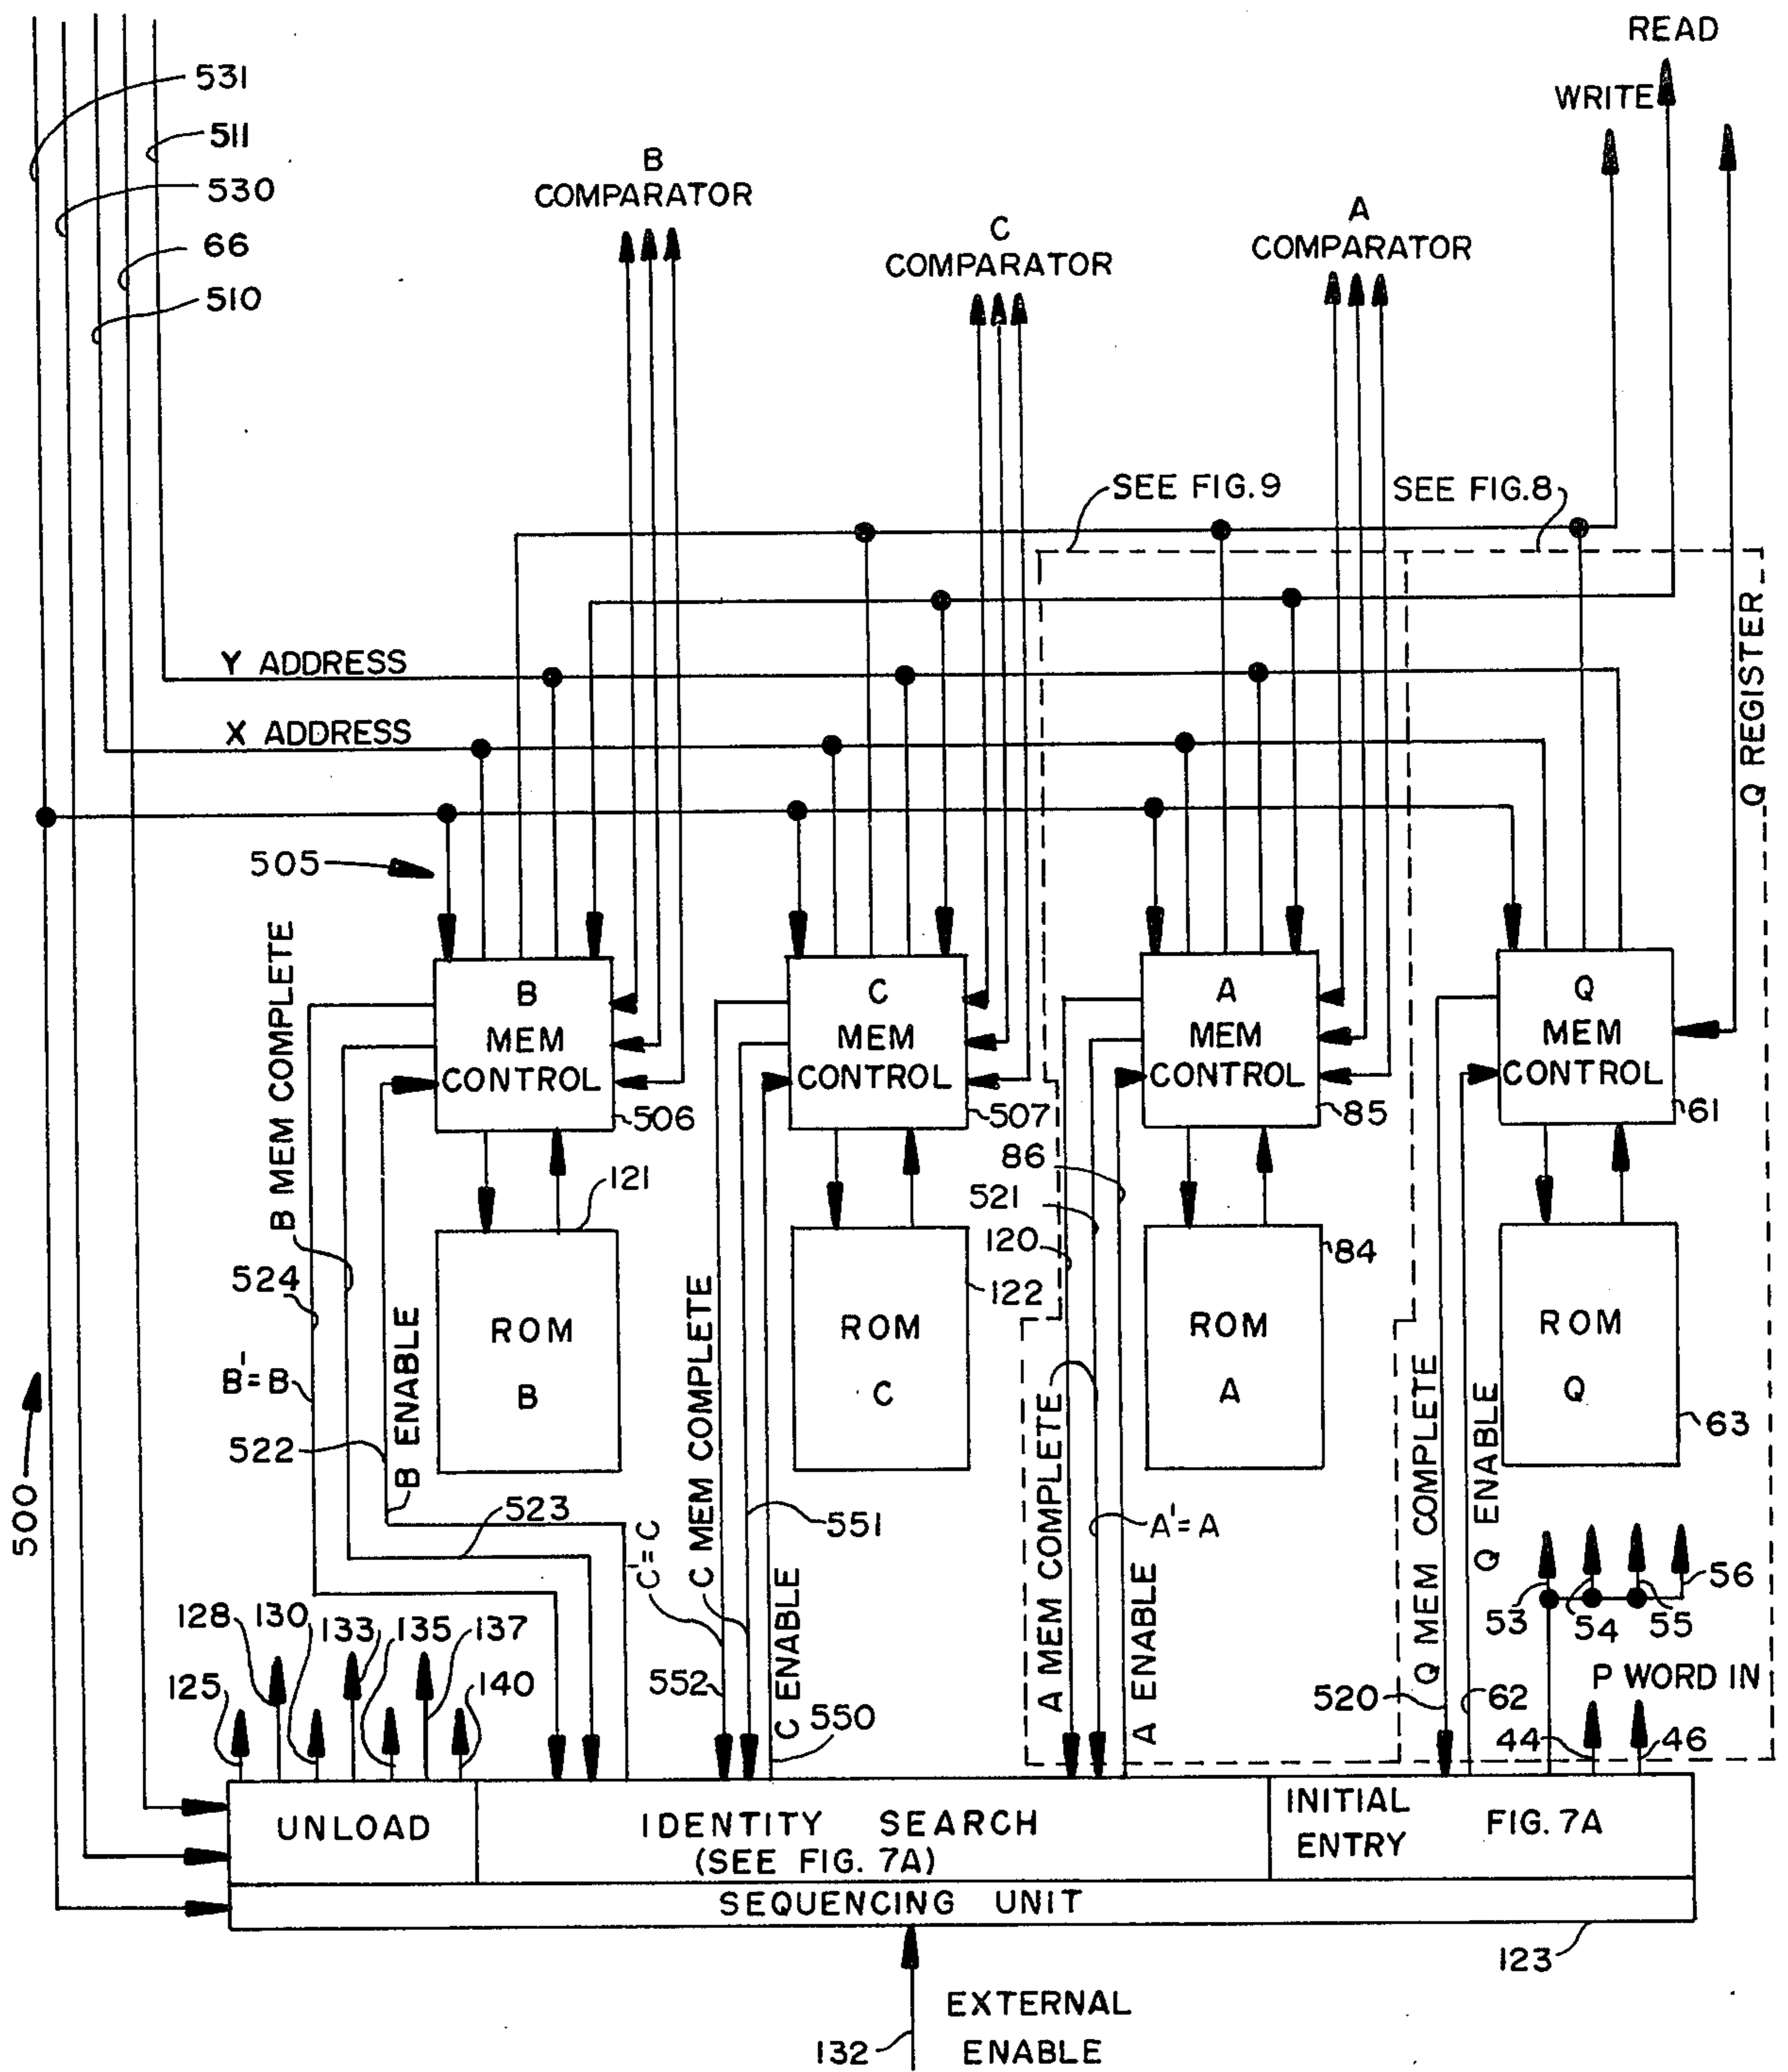 READ
WRITE
531
511
530
66
510
B
COMPARATOR
C
COMPARATOR
A
COMPARATOR
SEE FIG.9
SEE FIG.8
Y ADDRESS
X ADDRESS
Q REGISTER
505
B MEM COMPLETE
B
MEM
CONTROL
506
C
MEM
CONTROL
507
A
MEM
CONTROL
85
Q
MEM
CONTROL
61
86
521
120
121
ROM
B
122
ROM
C
84
ROM
A
63
ROM
Q
524
B'=B
522
B ENABLE
523
500
C MEM COMPLETE
C'=C
551
552
C ENABLE
550
A MEM COMPLETE
A'=A
A ENABLE
Q MEM COMPLETE
Q ENABLE
520
62
53
54
55
56
P WORD IN
44
46
125
128
130
133
135
137
140
UNLOAD
IDENTITY SEARCH
(SEE FIG. 7A)
INITIAL
ENTRY
FIG. 7A
SEQUENCING UNIT
123
132
EXTERNAL
ENABLE